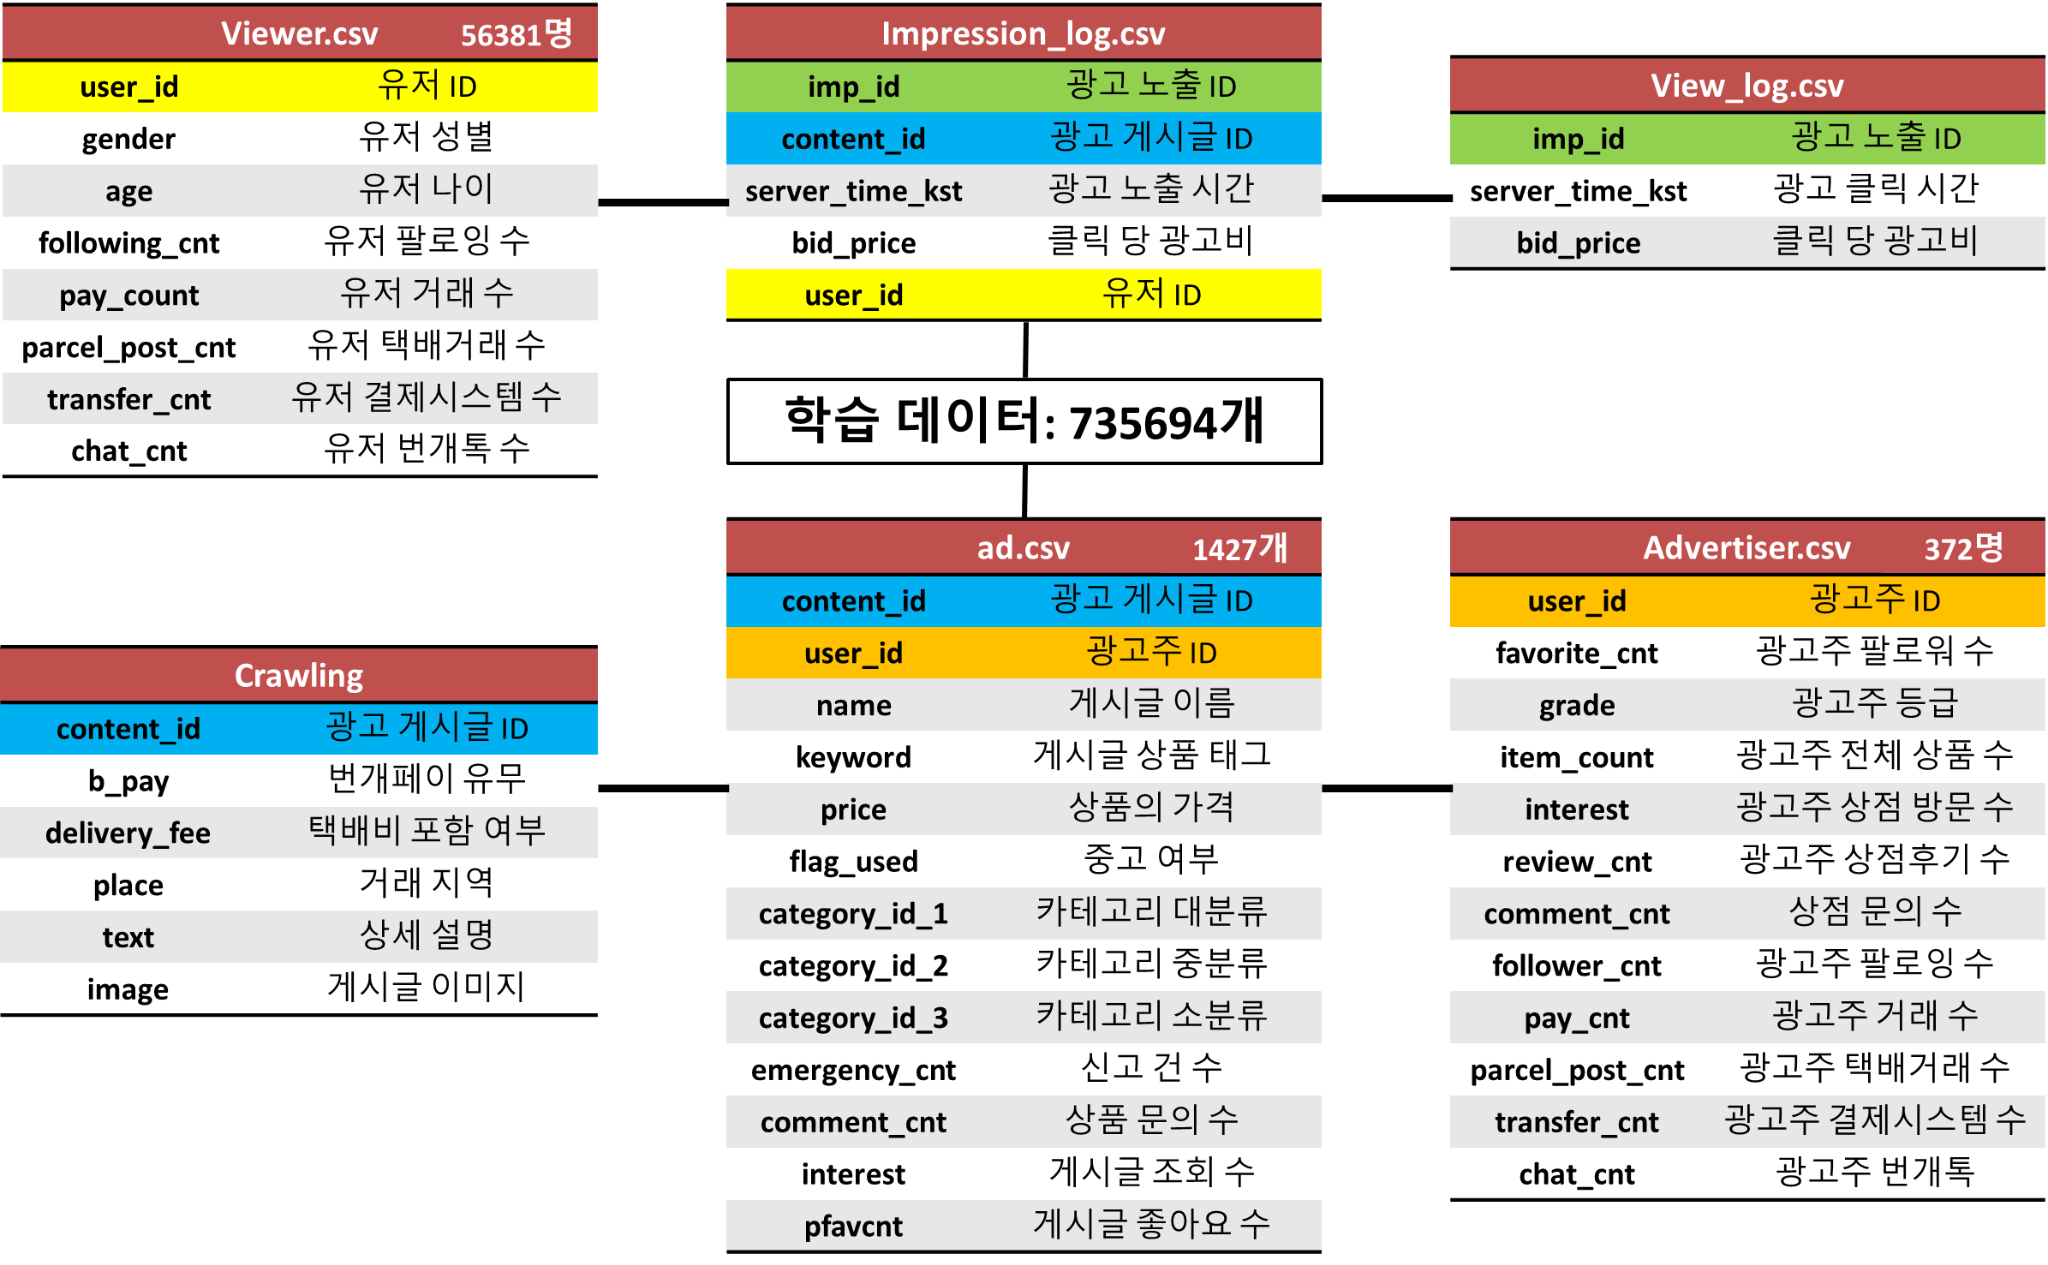 Viewer.csv 56381명
user_id 유저 ID
gender 유저 성별
age 유저 나이
following_cnt 유저 팔로잉 수
pay_count 유저 거래 수
parcel_post_cnt 유저 택배거래 수
transfer_cnt 유저 결제시스템 수
chat_cnt 유저 번개톡 수
Impression_log.csv
imp_id 광고 노출 ID
content_id 광고 게시글 ID
server_time_kst 광고 노출 시간
bid_price 클릭 당 광고비
user_id 유저 ID
View_log.csv
imp_id 광고 노출 ID
server_time_kst 광고 클릭 시간
bid_price 클릭 당 광고비
학습 데이터: 735694개
Crawling
content_id 광고 게시글 ID
b_pay 번개페이 유무
delivery_fee 택배비 포함 여부
place 거래 지역
text 상세 설명
image 게시글 이미지
ad.csv 1427개
content_id 광고 게시글 ID
user_id 광고주 ID
name 게시글 이름
keyword 게시글 상품 태그
price 상품의 가격
flag_used 중고 여부
category_id_1 카테고리 대분류
category_id_2 카테고리 중분류
category_id_3 카테고리 소분류
emergency_cnt 신고 건 수
comment_cnt 상품 문의 수
interest 게시글 조회 수
pfavcnt 게시글 좋아요 수
Advertiser.csv 372명
user_id 광고주 ID
favorite_cnt 광고주 팔로워 수
grade 광고주 등급
item_count 광고주 전체 상품 수
interest 광고주 상점 방문 수
review_cnt 광고주 상점후기 수
comment_cnt 상점 문의 수
follower_cnt 광고주 팔로잉 수
pay_cnt 광고주 거래 수
parcel_post_cnt 광고주 택배거래 수
transfer_cnt 광고주 결제시스템 수
chat_cnt 광고주 번개톡